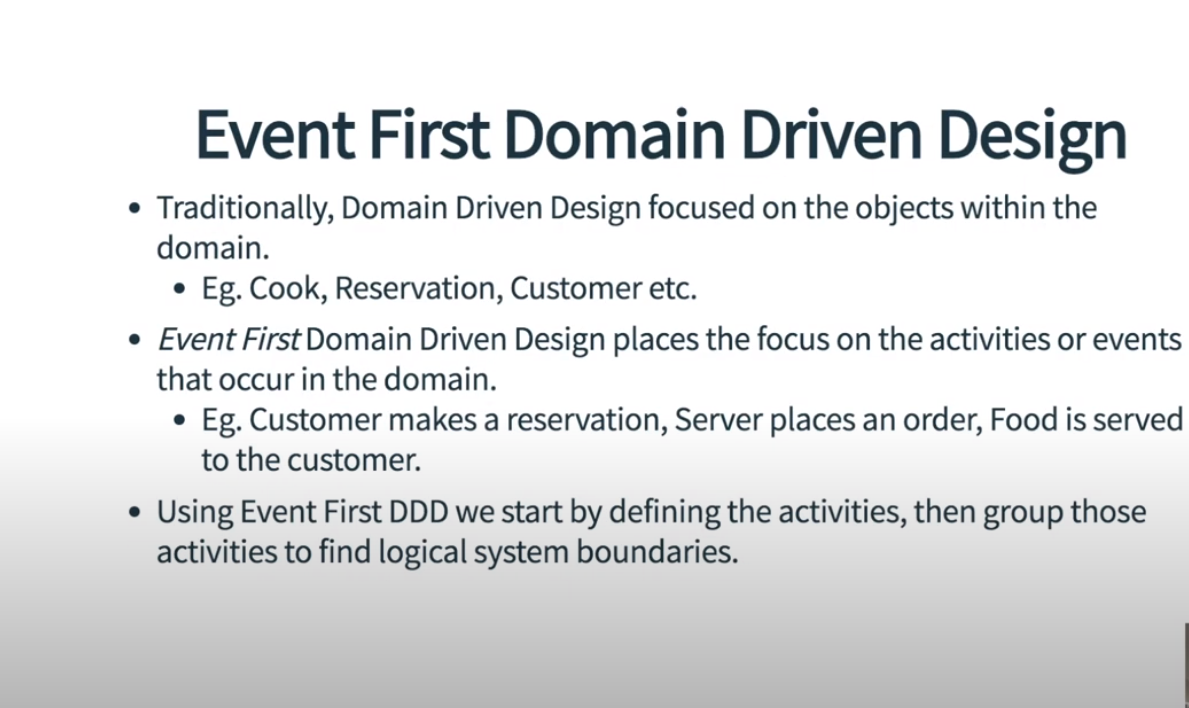 Event First Domain Driven Design
• Traditionally, Domain Driven Design focused on the objects within the
domain.
• Eg. Cook, Reservation, Customer etc.
• Event First Domain Driven Design places the focus on the activities or events
that occur in the domain.
• Eg. Customer makes a reservation, Server places an order, Food is served
to the customer.
• Using Event First DDD we start by defining the activities, then group those
activities to find logical system boundaries.